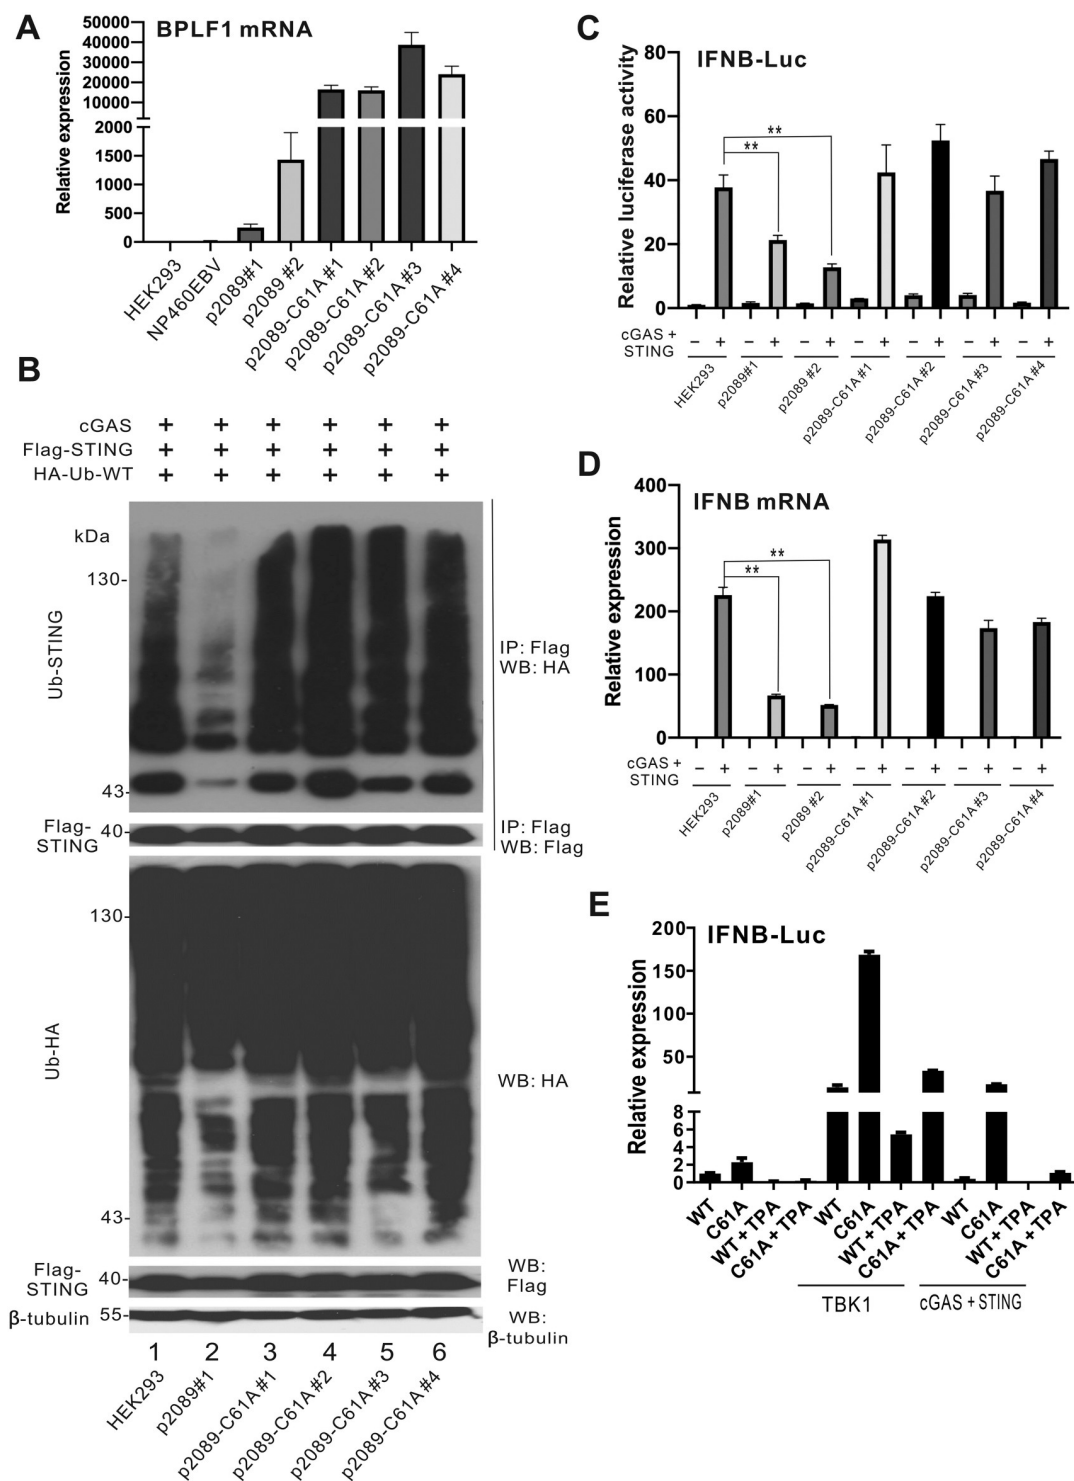 A
BPLF1 mRNA
Relative expression
50000
40000
30000
20000
10000
2000
1500
1000
500
0
HEK293
NP460EBV
p2089#1
p2089 #2
p2089-C61A #1
p2089-C61A #2
p2089-C61A #3
p2089-C61A #4
B
cGAS + + + + + +
Flag-STING + + + + + +
HA-Ub-WT + + + + + +
kDa
130-
Ub-STING
43-
IP: Flag
WB: HA
Flag-
STING
40-
IP: Flag
WB: Flag
130-
Ub-HA
43-
WB: HA
Flag-
STING
40-
WB:
Flag
β-tubulin 55-
WB:
β-tubulin
1 2 3 4 5 6
HEK293
p2089#1
p2089-C61A #1
p2089-C61A #2
p2089-C61A #3
p2089-C61A #4
C
IFNB-Luc
Relative luciferase activity
80
60
40
20
0
**
**
cGAS +
STING
– + – + – + – + – + – + – +
HEK293
p2089#1
p2089 #2
p2089-C61A #1
p2089-C61A #2
p2089-C61A #3
p2089-C61A #4
D
IFNB mRNA
Relative expression
400
300
200
100
0
**
**
cGAS +
STING
– + – + – + – + – + – + – +
HEK293
p2089#1
p2089 #2
p2089-C61A #1
p2089-C61A #2
p2089-C61A #3
p2089-C61A #4
E
IFNB-Luc
Relative expression
200
150
100
50
8
6
4
2
0
WT
C61A
WT + TPA
C61A + TPA
WT
C61A
WT + TPA
C61A + TPA
WT
C61A
WT + TPA
C61A + TPA
TBK1
cGAS + STING